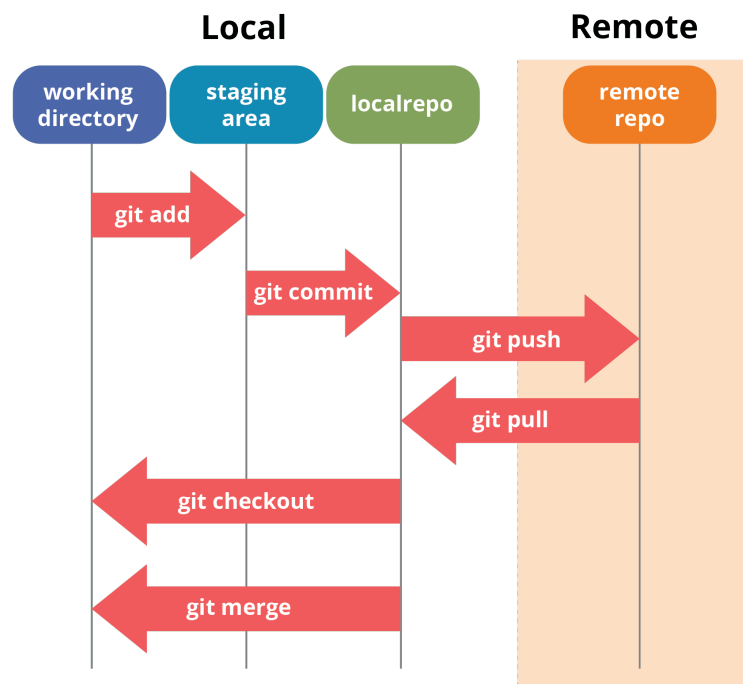 Local
Remote
working
directory
staging
area
localrepo
remote
repo
git add
git commit
git push
git pull
git checkout
git merge